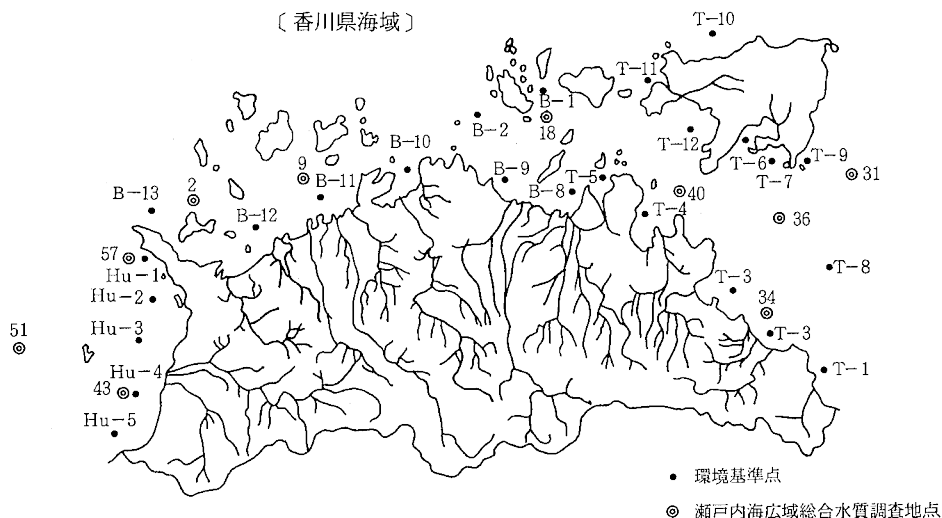 〔香川県海域〕
T-10
T-11
B-1
18
B-2
T-12
B-10
T-6
T-9
T-7
31
9
B-9
T-5
B-8
40
B-13
2
B-11
T-4
36
B-12
57
Hu-1
T-8
Hu-2
T-3
34
Hu-3
T-3
51
Hu-4
T-1
43
Hu-5
● 環境基準点
◎ 瀬戸内海広域総合水質調査地点